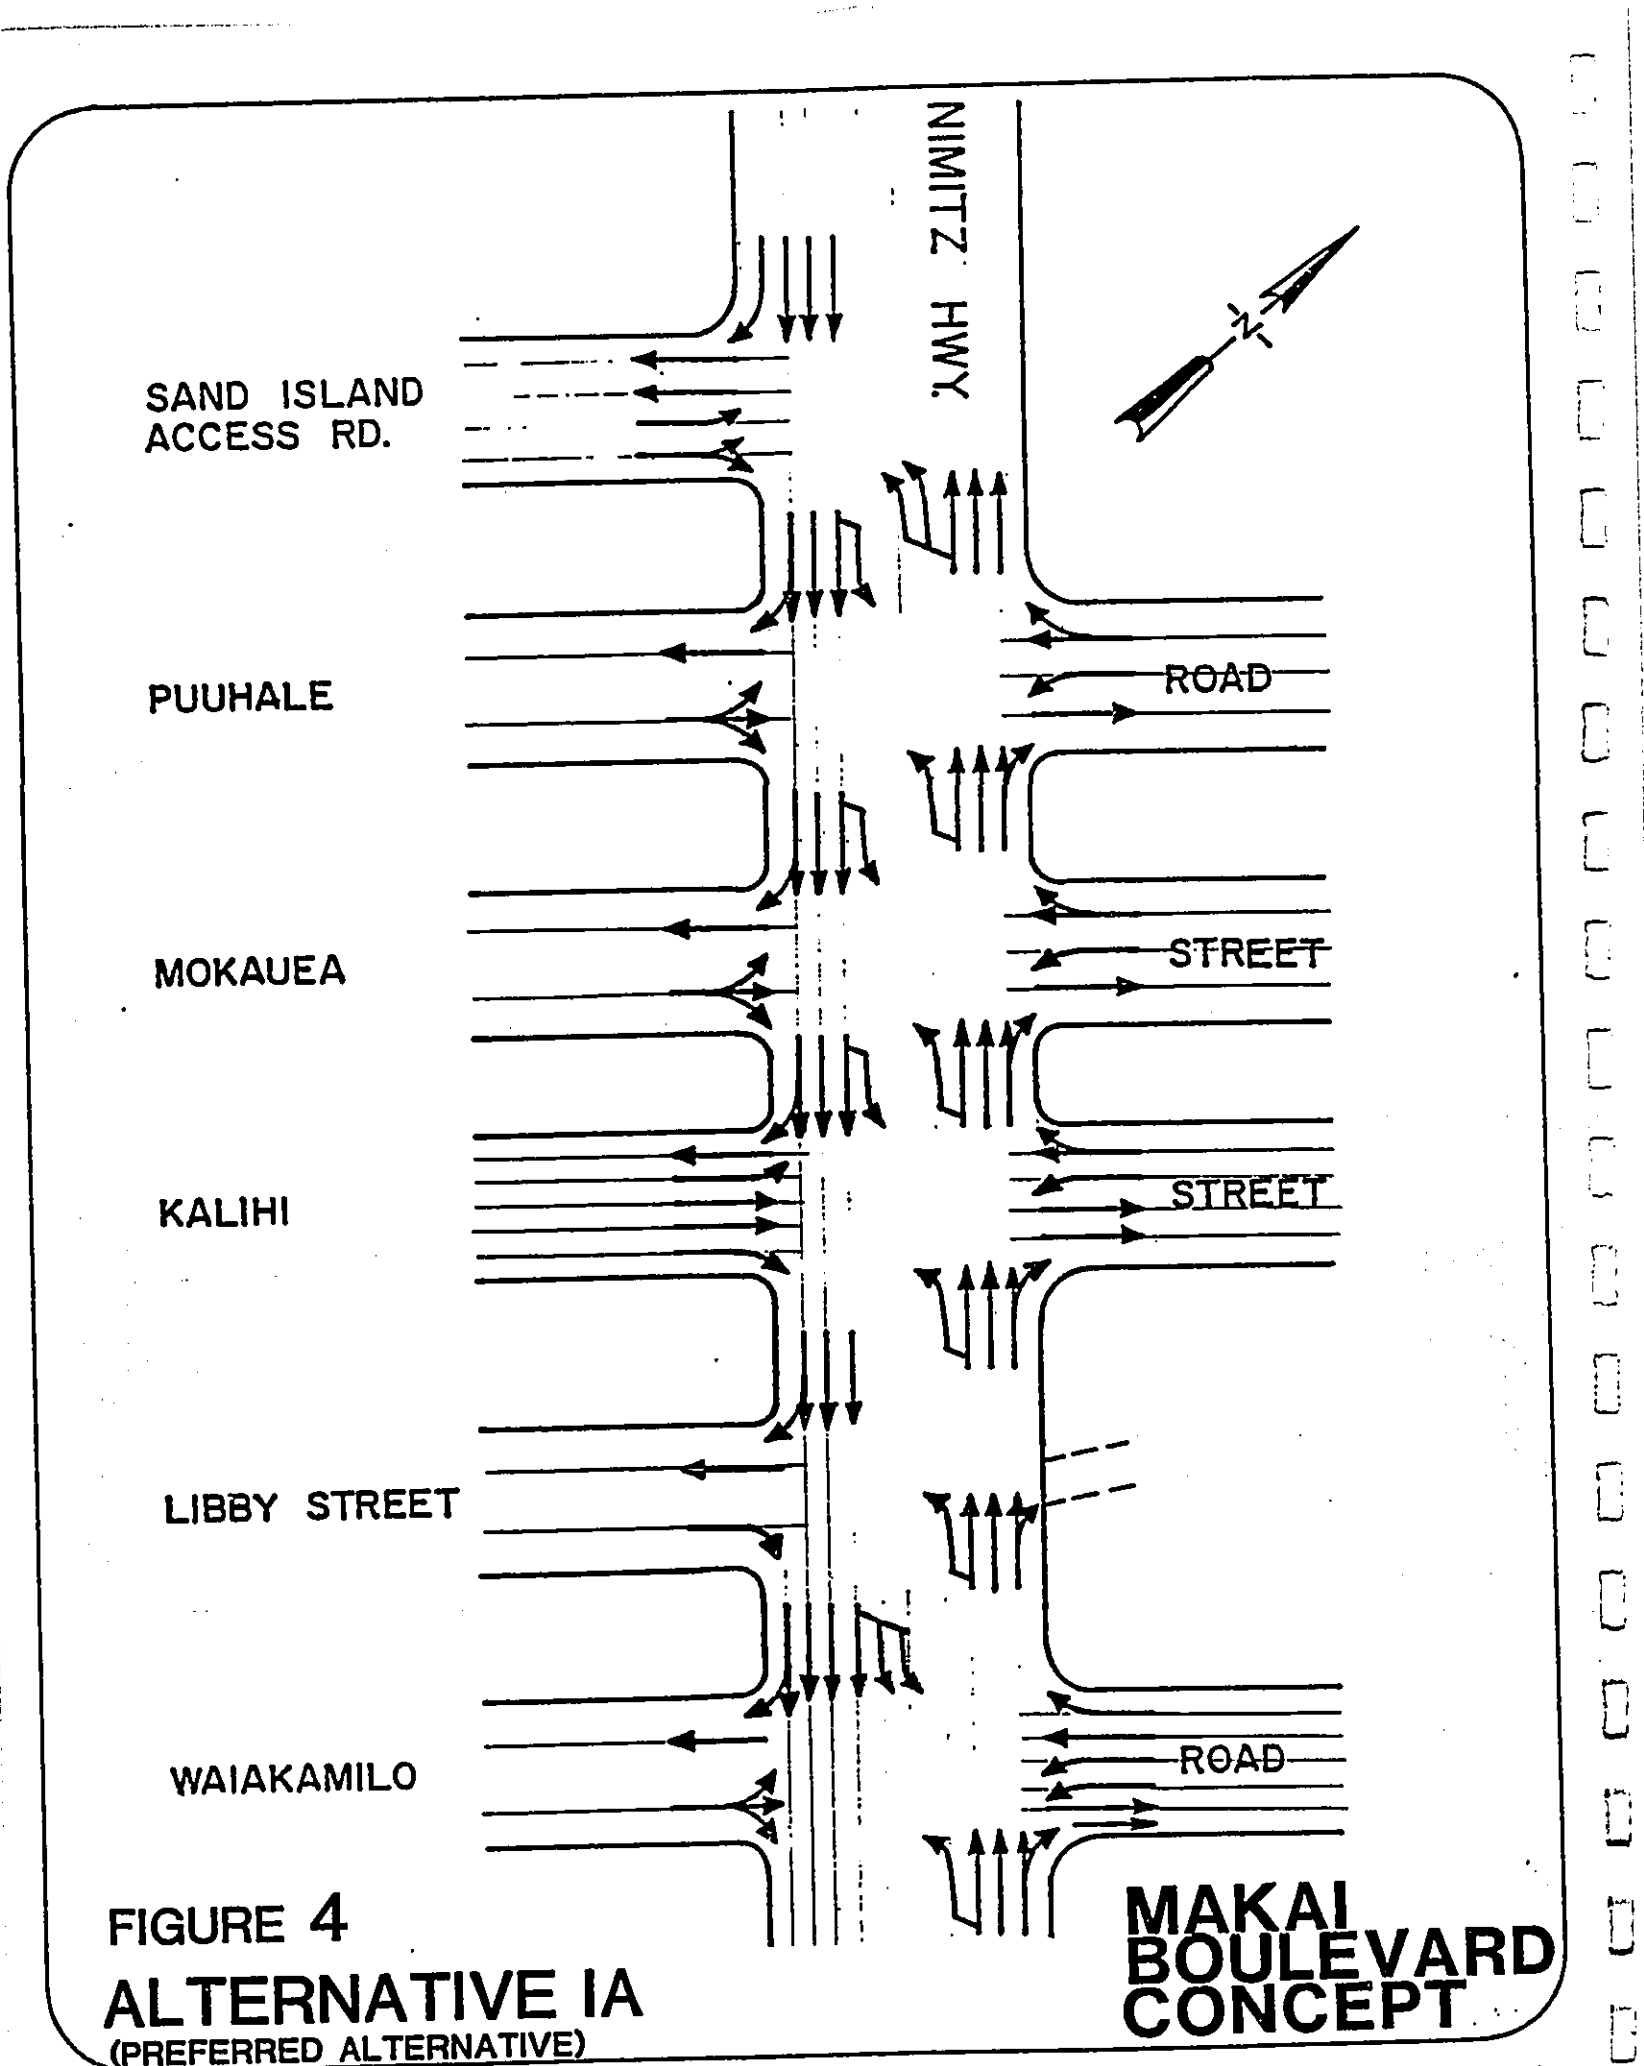 NIMITZ HWY.
N
SAND ISLAND
ACCESS RD.
PUUHALE ROAD
MOKAUEA STREET
KALIHI STREET
LIBBY STREET
WAIAKAMILO ROAD
FIGURE 4
ALTERNATIVE IA
(PREFERRED ALTERNATIVE)
MAKAI
BOULEVARD
CONCEPT